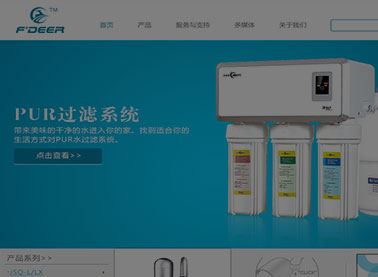 TM
F'DEER
首页 产品 服务与支持 多媒体 关于我们
PUR过滤系统
带来美味的干净的水进入你的家。找到适合你的
生活方式对PUR水过滤系统。
点击查看>>
产品系列>>
·JSQ-L/LX